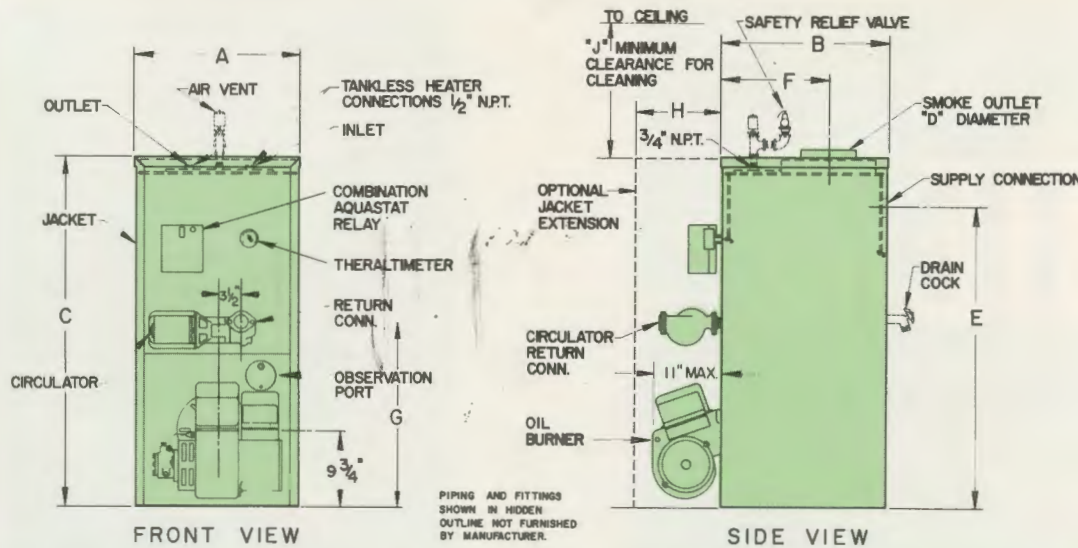 A
AIR VENT
OUTLET
TANKLESS HEATER
CONNECTIONS 1/2" N.P.T.
INLET
JACKET
COMBINATION
AQUASTAT
RELAY
THERALTIMETER
C
3 1/2"
RETURN
CONN.
CIRCULATOR
OBSERVATION
PORT
G
9 3/4"
FRONT VIEW
PIPING AND FITTINGS
SHOWN IN HIDDEN
OUTLINE NOT FURNISHED
BY MANUFACTURER.
TO CEILING
"J" MINIMUM
CLEARANCE FOR
CLEANING
SAFETY RELIEF VALVE
B
F
H
3/4" N.P.T.
SMOKE OUTLET
"D" DIAMETER
OPTIONAL
JACKET
EXTENSION
SUPPLY CONNECTION
DRAIN
COCK
E
CIRCULATOR
RETURN
CONN.
11" MAX.
OIL
BURNER
SIDE VIEW